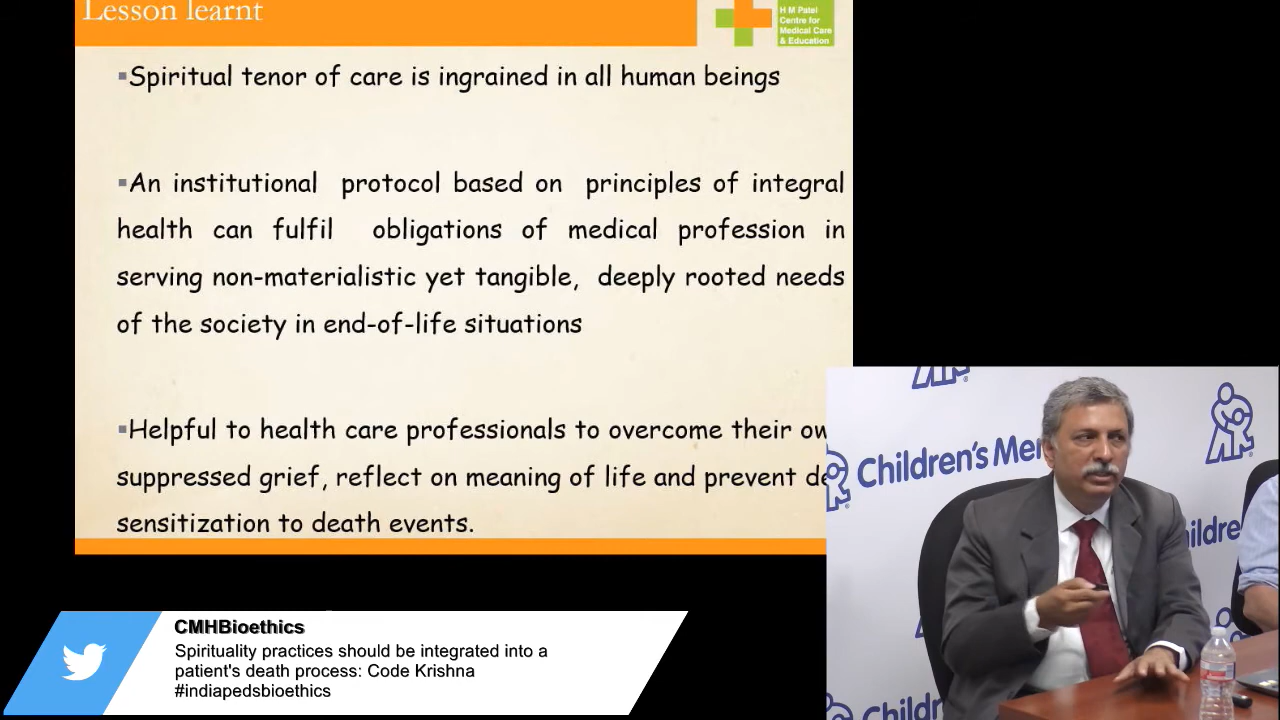 Lesson learnt
H M Patel
Centre for
Medical Care
& Education
▪Spiritual tenor of care is ingrained in all human beings
▪An institutional protocol based on principles of integral
health can fulfil obligations of medical profession in
serving non-materialistic yet tangible, deeply rooted needs
of the society in end-of-life situations
▪Helpful to health care professionals to overcome their
suppressed grief, reflect on meaning of life and prevent
sensitization to death events.
Children's
CMHBioethics
Spirituality practices should be integrated into a
patient's death process: Code Krishna
#indiapedsbioethics